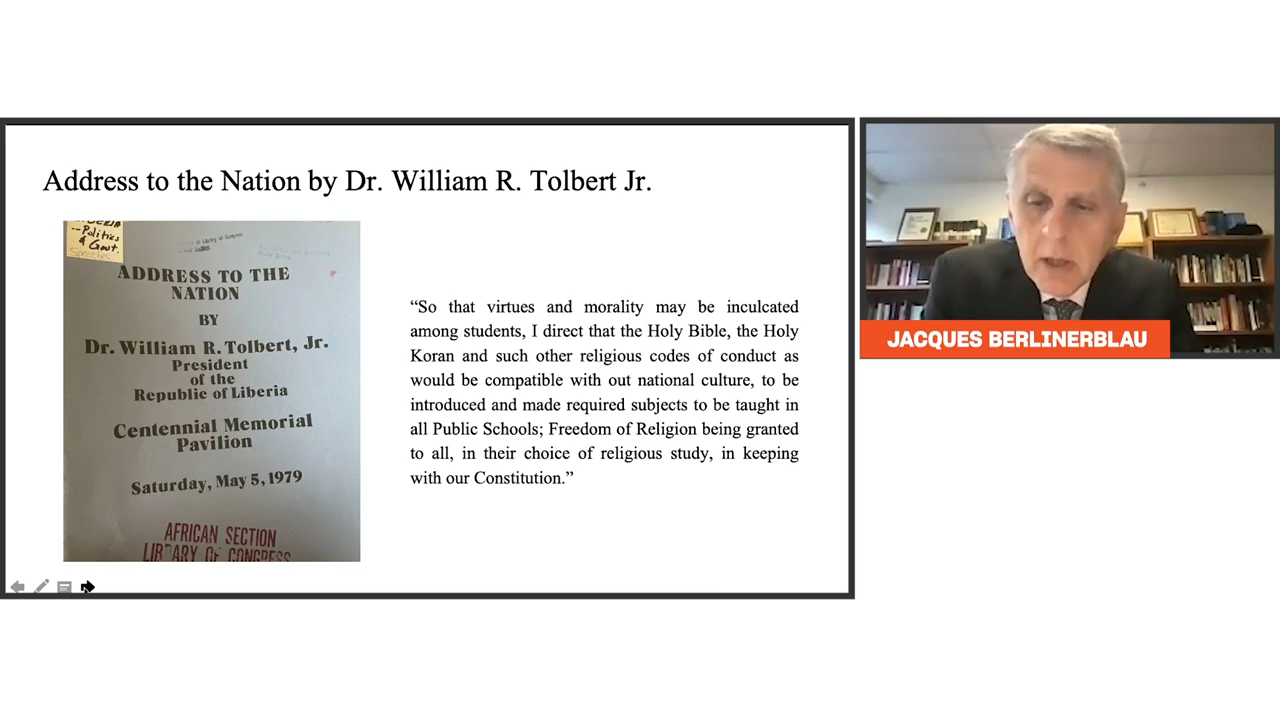 Address to the Nation by Dr. William R. Tolbert Jr.
--Politics
& Govt.
Speeches
ADDRESS TO THE
NATION
BY
Dr. William R. Tolbert, Jr.
President
of the
Republic of Liberia
Centennial Memorial
Pavilion
Saturday, May 5, 1979
AFRICAN SECTION
LIBRARY OF CONGRESS
“So that virtues and morality may be inculcated
among students, I direct that the Holy Bible, the Holy
Koran and such other religious codes of conduct as
would be compatible with out national culture, to be
introduced and made required subjects to be taught in
all Public Schools; Freedom of Religion being granted
to all, in their choice of religious study, in keeping
with our Constitution.”
JACQUES BERLINERBLAU